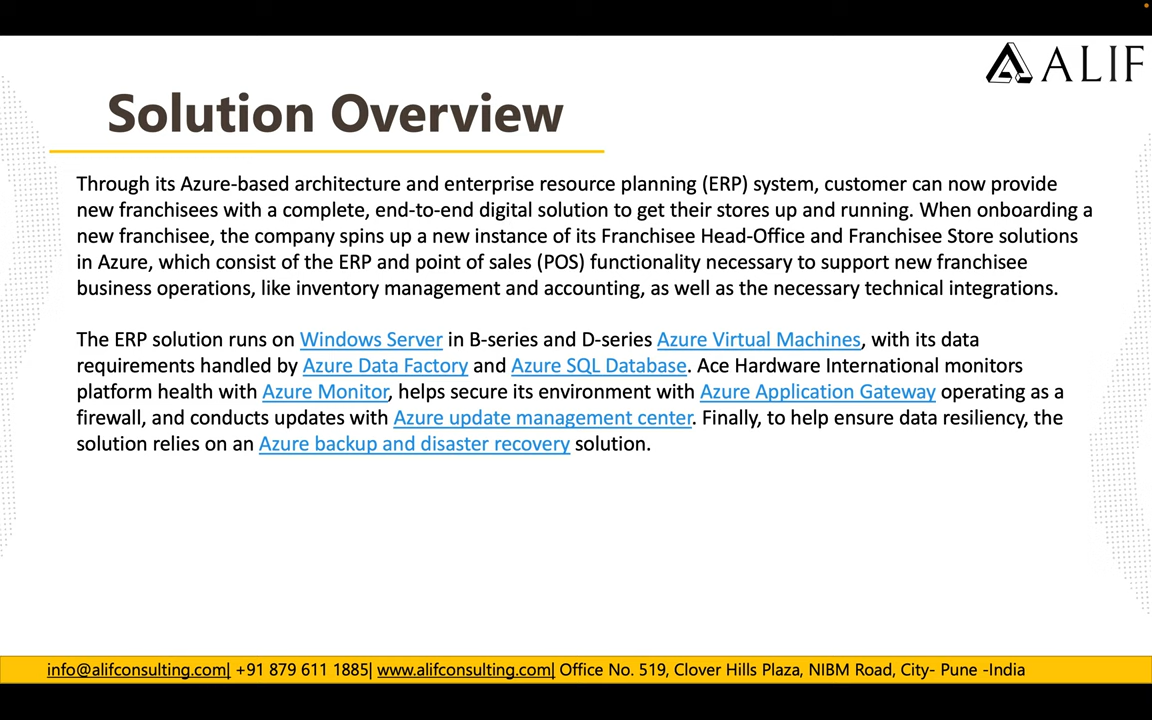 ALIF
Solution Overview
Through its Azure-based architecture and enterprise resource planning (ERP) system, customer can now provide
new franchisees with a complete, end-to-end digital solution to get their stores up and running. When onboarding a
new franchisee, the company spins up a new instance of its Franchisee Head-Office and Franchisee Store solutions
in Azure, which consist of the ERP and point of sales (POS) functionality necessary to support new franchisee
business operations, like inventory management and accounting, as well as the necessary technical integrations.
The ERP solution runs on Windows Server in B-series and D-series Azure Virtual Machines, with its data
requirements handled by Azure Data Factory and Azure SQL Database. Ace Hardware International monitors
platform health with Azure Monitor, helps secure its environment with Azure Application Gateway operating as a
firewall, and conducts updates with Azure update management center. Finally, to help ensure data resiliency, the
solution relies on an Azure backup and disaster recovery solution.
info@alifconsulting.com| +91 879 611 1885| www.alifconsulting.com| Office No. 519, Clover Hills Plaza, NIBM Road, City- Pune -India